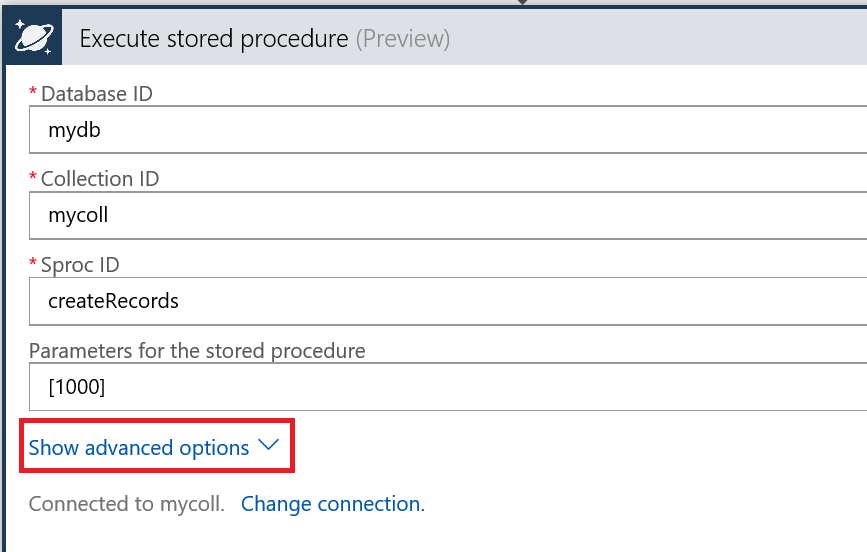 Execute stored procedure (Preview)
* Database ID
mydb
* Collection ID
mycoll
* Sproc ID
createRecords
Parameters for the stored procedure
[1000]
Show advanced options
Connected to mycoll. Change connection.